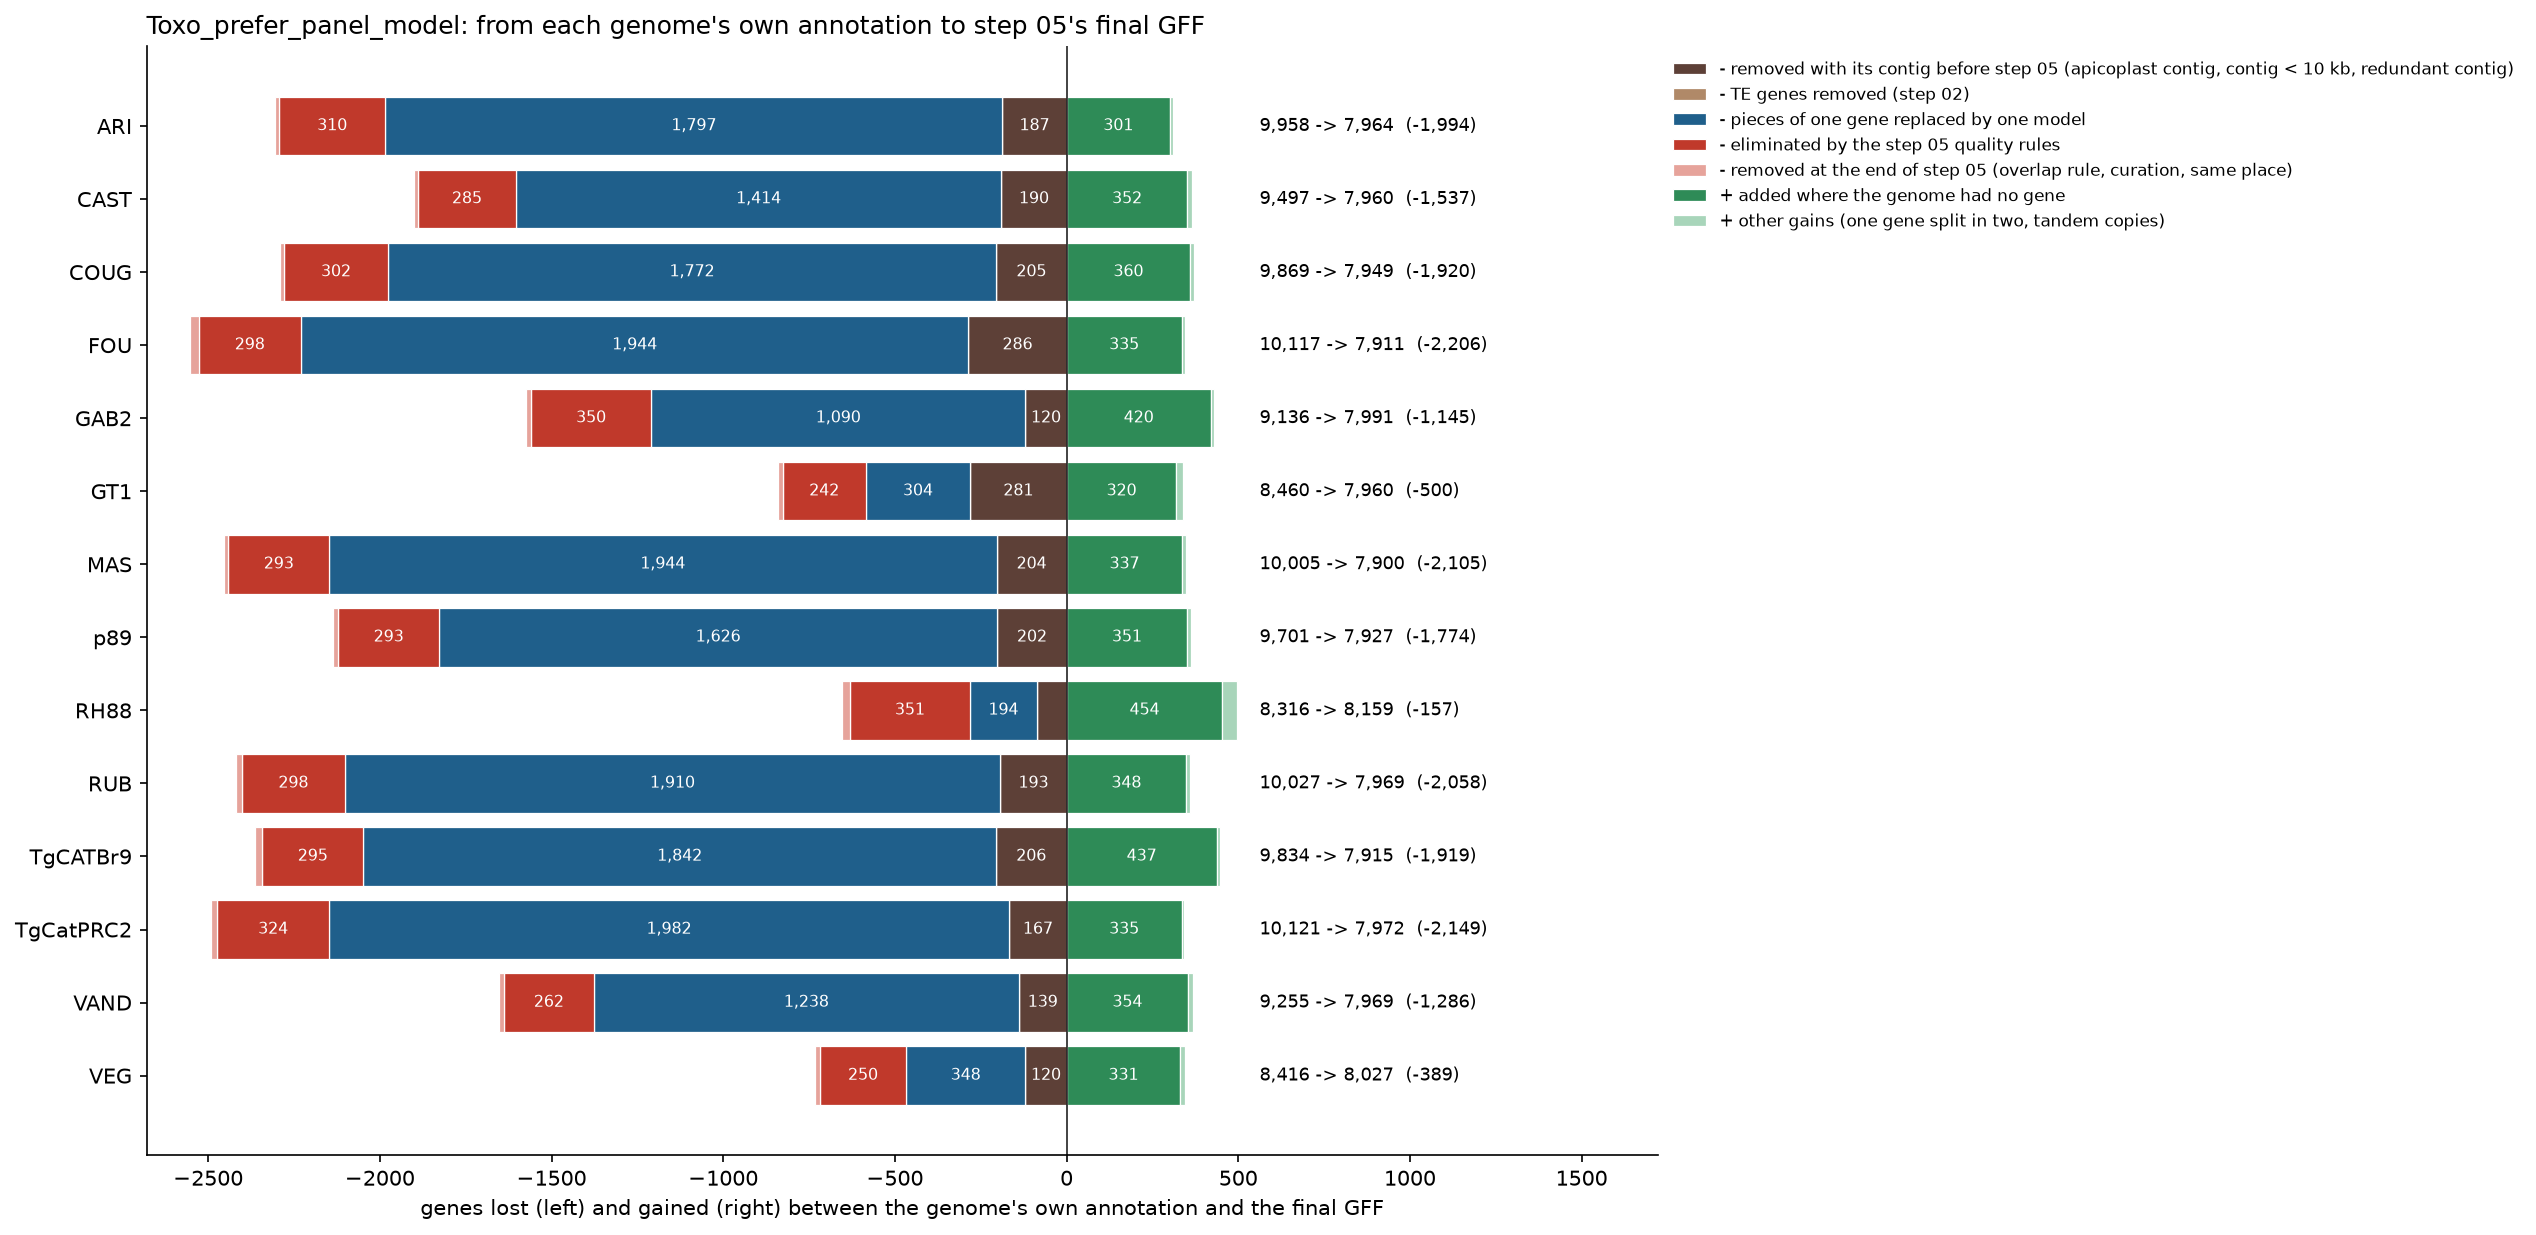 Toxo_prefer_panel_model: from each genome's own annotation to step 05's final GFF
- removed with its contig before step 05 (apicoplast contig, contig < 10 kb, redundant contig)
- TE genes removed (step 02)
- pieces of one gene replaced by one model
- eliminated by the step 05 quality rules
- removed at the end of step 05 (overlap rule, curation, same place)
+ added where the genome had no gene
+ other gains (one gene split in two, tandem copies)
ARI 310 1,797 187 301 9,958 -> 7,964 (-1,994)
CAST 285 1,414 190 352 9,497 -> 7,960 (-1,537)
COUG 302 1,772 205 360 9,869 -> 7,949 (-1,920)
FOU 298 1,944 286 335 10,117 -> 7,911 (-2,206)
GAB2 350 1,090 120 420 9,136 -> 7,991 (-1,145)
GT1 242 304 281 320 8,460 -> 7,960 (-500)
MAS 293 1,944 204 337 10,005 -> 7,900 (-2,105)
p89 293 1,626 202 351 9,701 -> 7,927 (-1,774)
RH88 351 194 454 8,316 -> 8,159 (-157)
RUB 298 1,910 193 348 10,027 -> 7,969 (-2,058)
TgCATBr9 295 1,842 206 437 9,834 -> 7,915 (-1,919)
TgCatPRC2 324 1,982 167 335 10,121 -> 7,972 (-2,149)
VAND 262 1,238 139 354 9,255 -> 7,969 (-1,286)
VEG 250 348 120 331 8,416 -> 8,027 (-389)
−2500 −2000 −1500 −1000 −500 0 500 1000 1500
genes lost (left) and gained (right) between the genome's own annotation and the final GFF